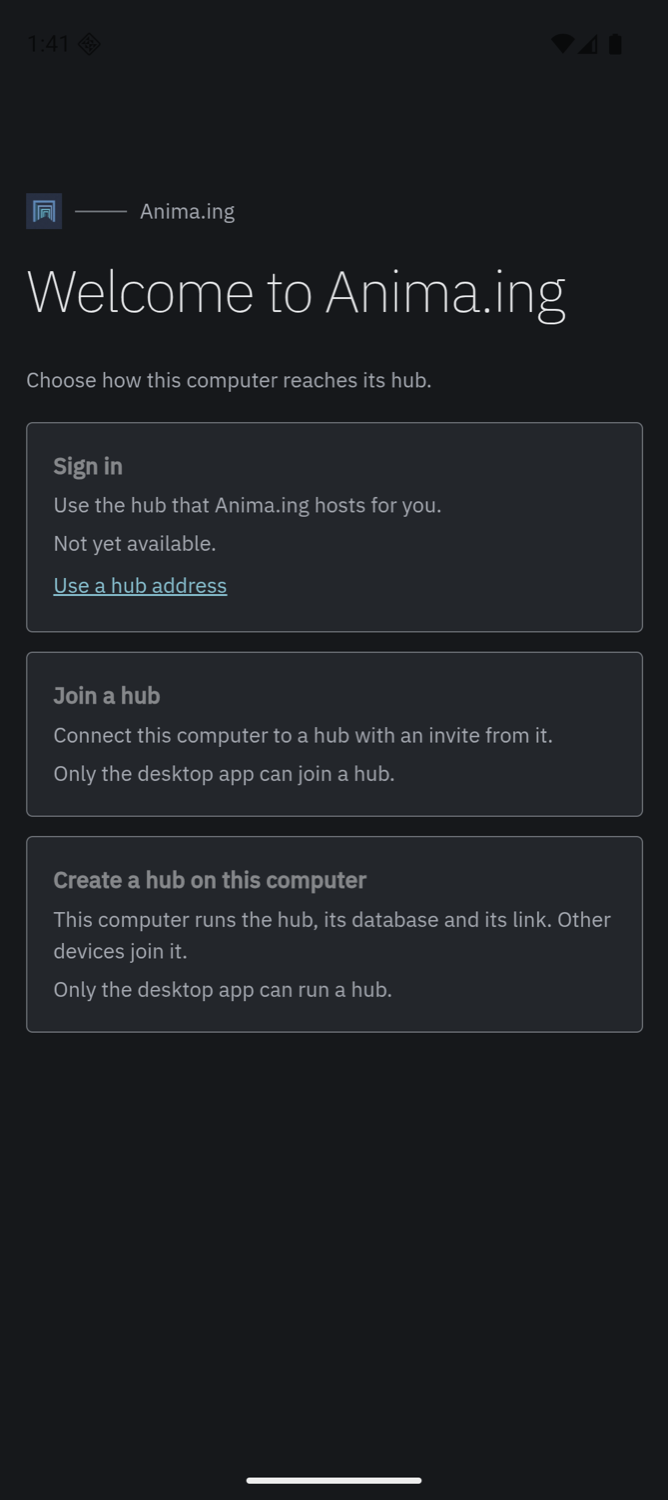 1:41
Anima.ing
Welcome to Anima.ing
Choose how this computer reaches its hub.
Sign in
Use the hub that Anima.ing hosts for you.
Not yet available.
Use a hub address
Join a hub
Connect this computer to a hub with an invite from it.
Only the desktop app can join a hub.
Create a hub on this computer
This computer runs the hub, its database and its link. Other
devices join it.
Only the desktop app can run a hub.